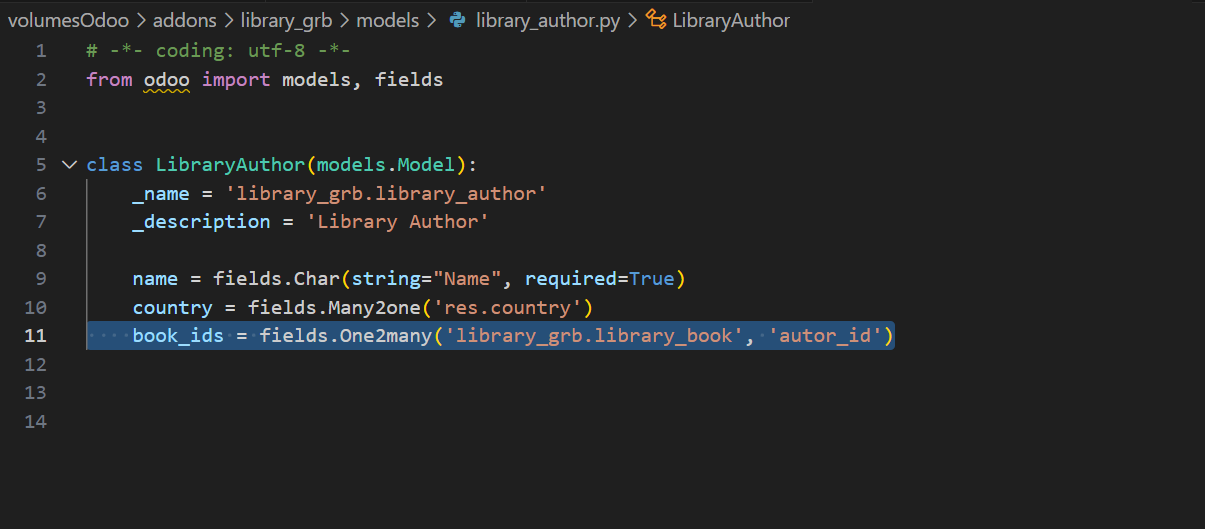 volumesOdoo > addons > library_grb > models > library_author.py > LibraryAuthor
1 # -*- coding: utf-8 -*-
2 from odoo import models, fields
3
4
5 class LibraryAuthor(models.Model):
6 _name = 'library_grb.library_author'
7 _description = 'Library Author'
8
9 name = fields.Char(string="Name", required=True)
10 country = fields.Many2one('res.country')
11 book_ids = fields.One2many('library_grb.library_book', 'autor_id')
12
13
14